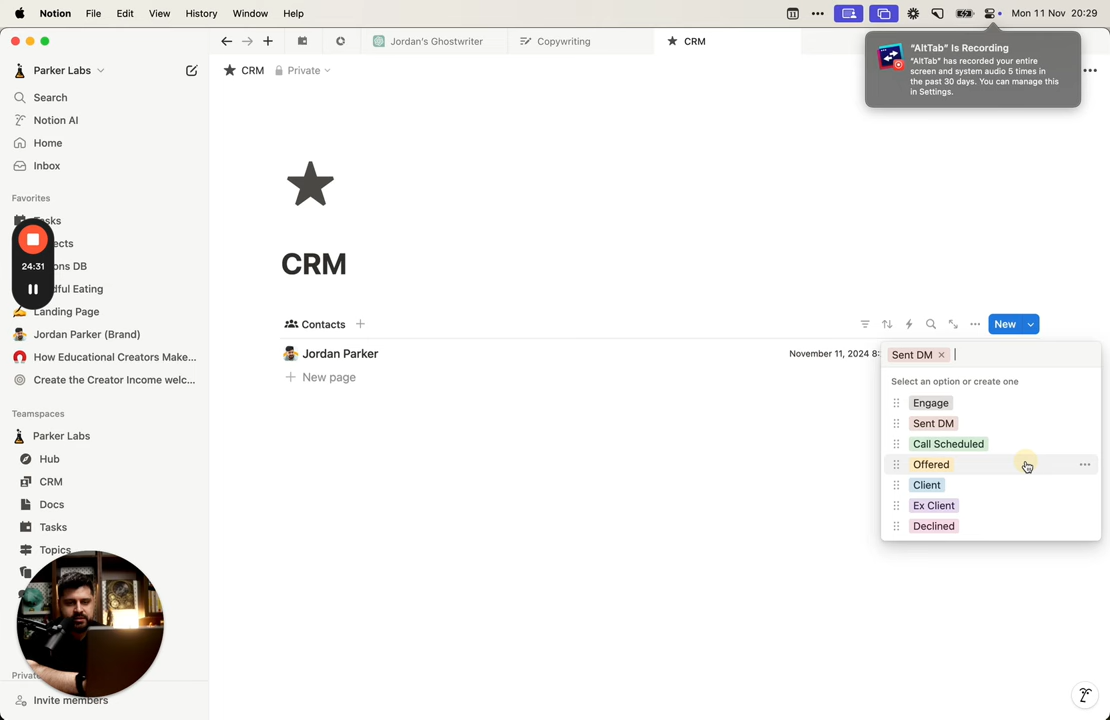 Notion File Edit View History Window Help
Mon 11 Nov 20:29
Jordan's Ghostwriter
Copywriting
CRM
"AltTab" Is Recording
"AltTab" has recorded your entire
screen and system audio 5 times in
the past 30 days. You can manage this
in Settings.
Parker Labs
CRM Private
Search
Notion AI
Home
Inbox
Favorites
24:31
Landing Page
Jordan Parker (Brand)
How Educational Creators Make...
Create the Creator Income welc...
Teamspaces
Parker Labs
Hub
CRM
Docs
Tasks
Topics
Invite members
CRM
Contacts
New
Jordan Parker
November 11, 2024 8:
New page
Sent DM
Select an option or create one
Engage
Sent DM
Call Scheduled
Offered
Client
Ex Client
Declined